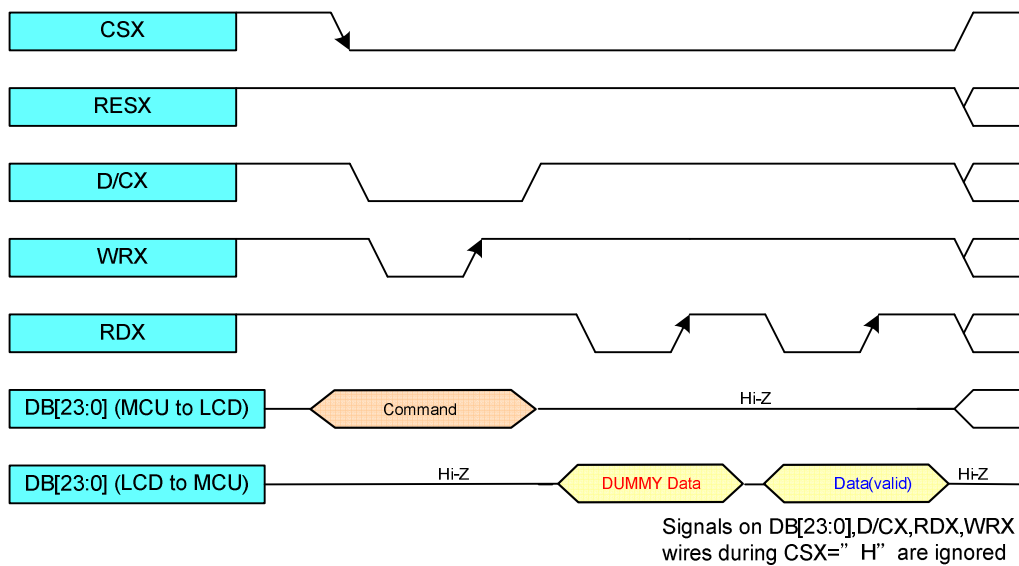 CSX
RESX
D/CX
WRX
RDX
DB[23:0] (MCU to LCD)
Command
Hi-Z
DB[23:0] (LCD to MCU)
Hi-Z
DUMMY Data
Data(valid)
Hi-Z
Signals on DB[23:0],D/CX,RDX,WRX
wires during CSX=” H” are ignored